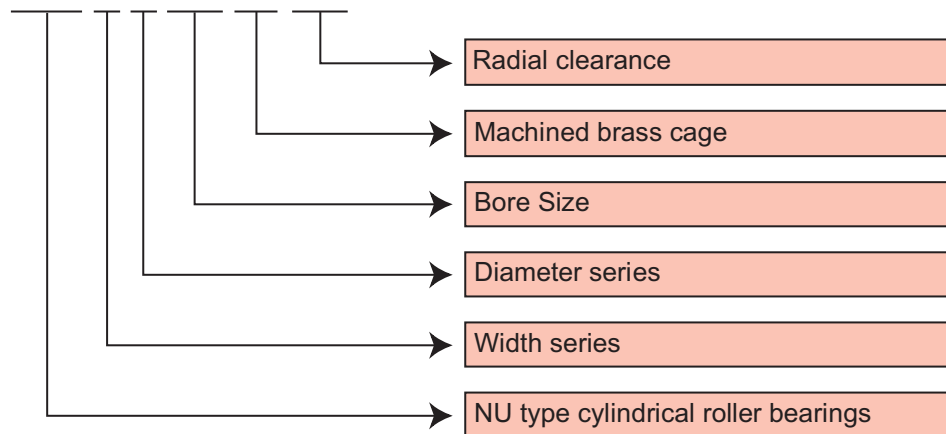 Radial clearance
Machined brass cage
Bore Size
Diameter series
Width series
NU type cylindrical roller bearings